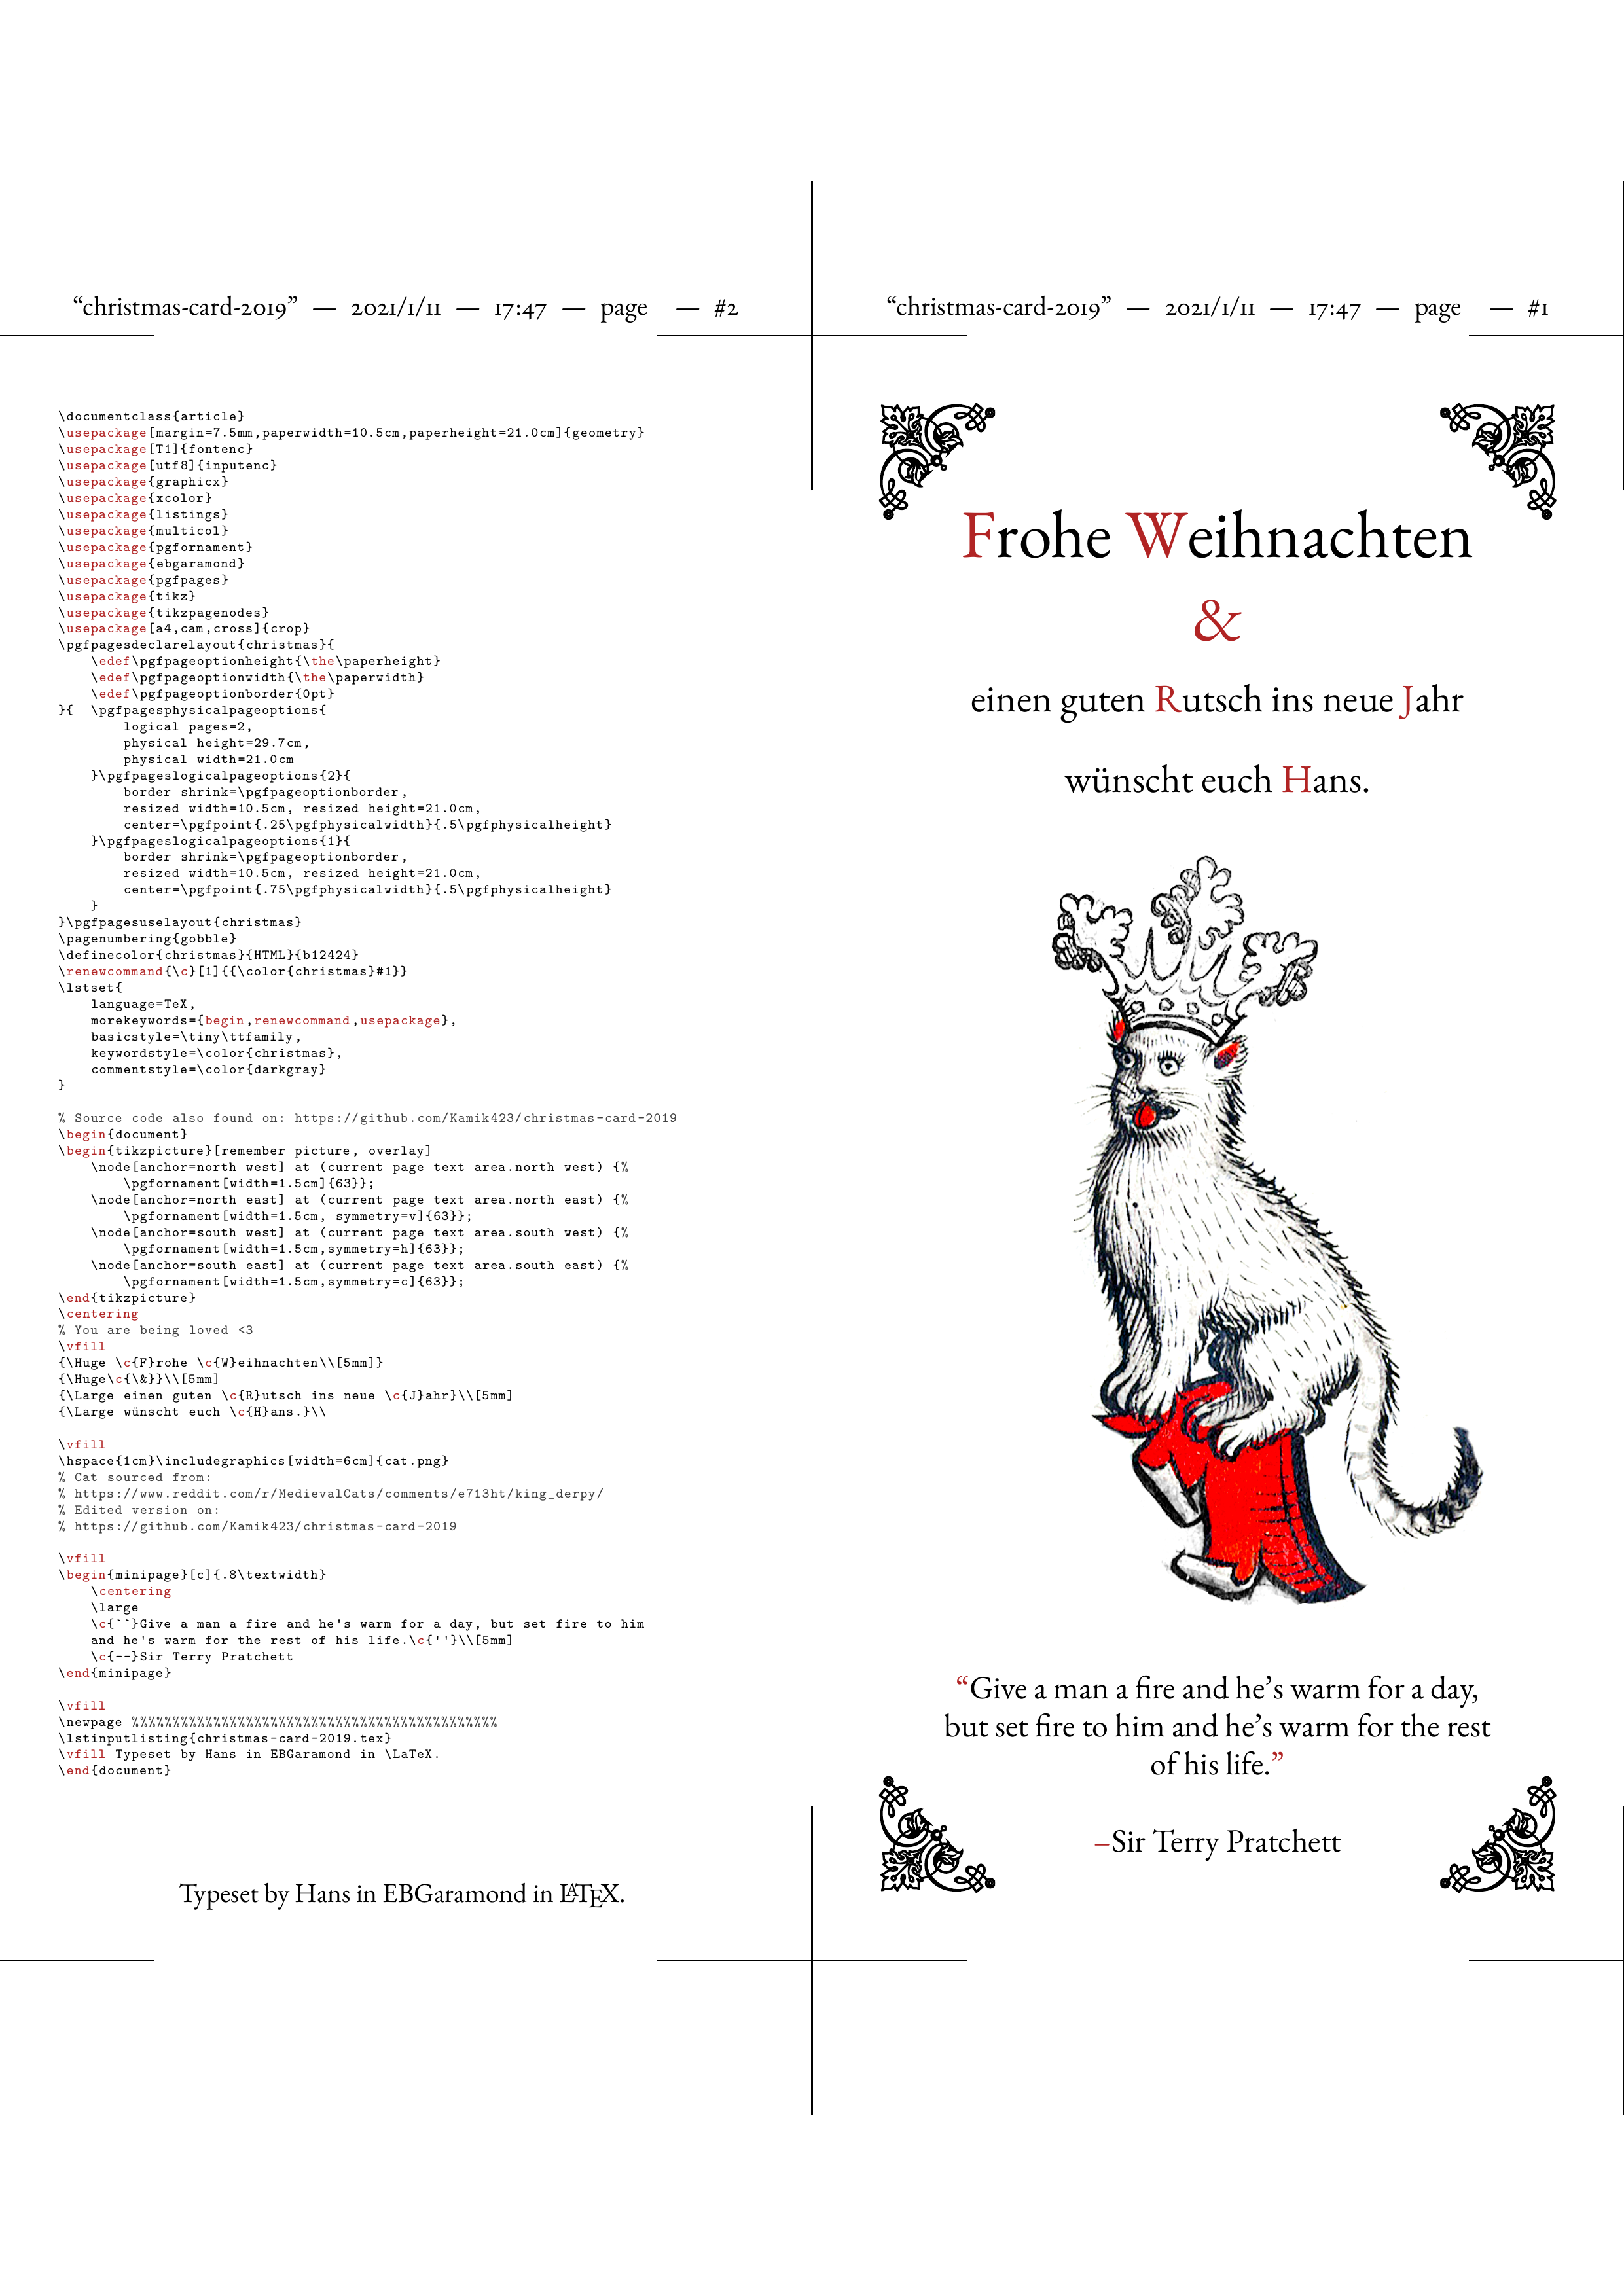 “christmas-card-2019” — 2021/1/11 — 17:47 — page — #2
\documentclass{article}
\usepackage[margin=7.5mm,paperwidth=10.5cm,paperheight=21.0cm]{geometry}
\usepackage[T1]{fontenc}
\usepackage[utf8]{inputenc}
\usepackage{graphicx}
\usepackage{xcolor}
\usepackage{listings}
\usepackage{multicol}
\usepackage{pgfornament}
\usepackage{ebgaramond}
\usepackage{pgfpages}
\usepackage{tikz}
\usepackage{tikzpagenodes}
\usepackage[a4,cam,cross]{crop}
\pgfpagesdeclarelayout{christmas}{
    \edef\pgfpageoptionheight{\the\paperheight}
    \edef\pgfpageoptionwidth{\the\paperwidth}
    \edef\pgfpageoptionborder{0pt}
}{  \pgfpagesphysicalpageoptions{
        logical pages=2,
        physical height=29.7cm,
        physical width=21.0cm
    }\pgfpageslogicalpageoptions{2}{
        border shrink=\pgfpageoptionborder,
        resized width=10.5cm, resized height=21.0cm,
        center=\pgfpoint{.25\pgfphysicalwidth}{.5\pgfphysicalheight}
    }\pgfpageslogicalpageoptions{1}{
        border shrink=\pgfpageoptionborder,
        resized width=10.5cm, resized height=21.0cm,
        center=\pgfpoint{.75\pgfphysicalwidth}{.5\pgfphysicalheight}
    }
}\pgfpagesuselayout{christmas}
\pagenumbering{gobble}
\definecolor{christmas}{HTML}{b12424}
\renewcommand{\c}[1]{{\color{christmas}#1}}
\lstset{
    language=TeX,
    morekeywords={begin,renewcommand,usepackage},
    basicstyle=\tiny\ttfamily,
    keywordstyle=\color{christmas},
    commentstyle=\color{darkgray}
}
% Source code also found on: https://github.com/Kamik423/christmas-card-2019
\begin{document}
\begin{tikzpicture}[remember picture, overlay]
    \node[anchor=north west] at (current page text area.north west) {%
        \pgfornament[width=1.5cm]{63}};
    \node[anchor=north east] at (current page text area.north east) {%
        \pgfornament[width=1.5cm, symmetry=v]{63}};
    \node[anchor=south west] at (current page text area.south west) {%
        \pgfornament[width=1.5cm,symmetry=h]{63}};
    \node[anchor=south east] at (current page text area.south east) {%
        \pgfornament[width=1.5cm,symmetry=c]{63}};
\end{tikzpicture}
\centering
% You are being loved <3
\vfill
{\Huge \c{F}rohe \c{W}eihnachten\\[5mm]}
{\Huge\c{\&}}\\[5mm]
{\Large einen guten \c{R}utsch ins neue \c{J}ahr}\\[5mm]
{\Large wünscht euch \c{H}ans.}\\
\vfill
\hspace{1cm}\includegraphics[width=6cm]{cat.png}
% Cat sourced from:
% https://www.reddit.com/r/MedievalCats/comments/e713ht/king_derpy/
% Edited version on:
% https://github.com/Kamik423/christmas-card-2019
\vfill
\begin{minipage}[c]{.8\textwidth}
    \centering
    \large
    \c{``}Give a man a fire and he's warm for a day, but set fire to him
    and he's warm for the rest of his life.\c{''}\\[5mm]
    \c{--}Sir Terry Pratchett
\end{minipage}
\vfill
\newpage %%%%%%%%%%%%%%%%%%%%%%%%%%%%%%%%%%%%%%%%%%%%%
\lstinputlisting{christmas-card-2019.tex}
\vfill Typeset by Hans in EBGaramond in \LaTeX.
\end{document}
Typeset by Hans in EBGaramond in LATEX.
“christmas-card-2019” — 2021/1/11 — 17:47 — page — #1
Frohe Weihnachten
&
einen guten Rutsch ins neue Jahr
wünscht euch Hans.
“Give a man a fire and he’s warm for a day,
but set fire to him and he’s warm for the rest
of his life.”
–Sir Terry Pratchett